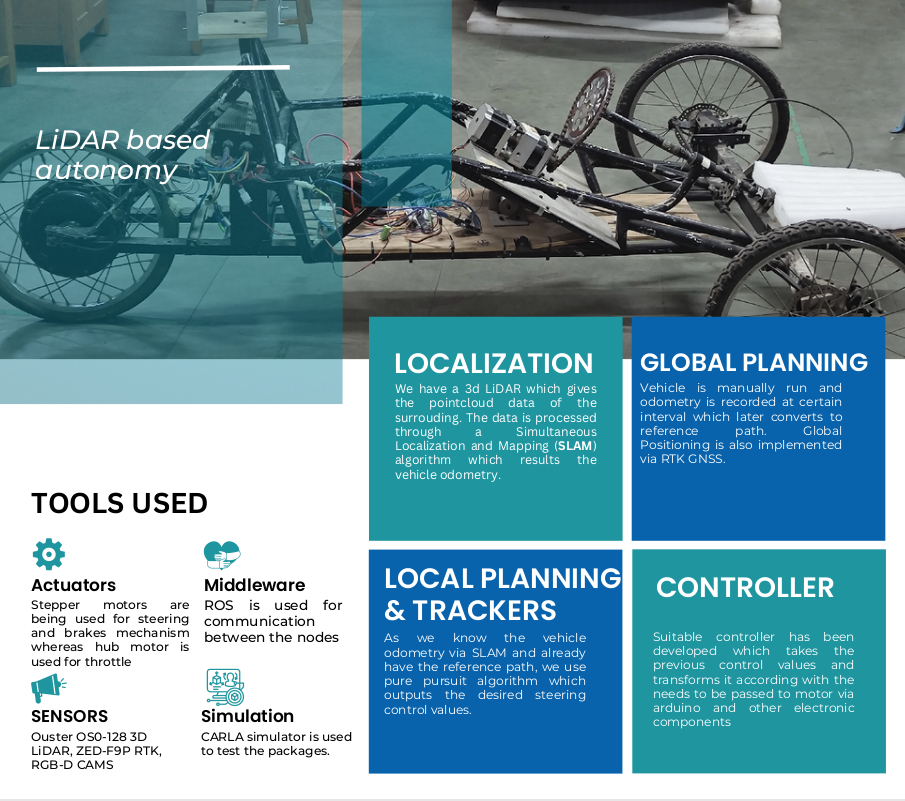 LiDAR based
autonomy
LOCALIZATION
We have a 3d LiDAR which gives
the pointcloud data of the
surrouding. The data is processed
through a Simultaneous
Localization and Mapping (SLAM)
algorithm which results the
vehicle odometry.
GLOBAL PLANNING
Vehicle is manually run and
odometry is recorded at certain
interval which later converts to
reference path. Global
Positioning is also implemented
via RTK GNSS.
TOOLS USED
Actuators
Stepper motors are
being used for steering
and brakes mechanism
whereas hub motor is
used for throttle
Middleware
ROS is used for
communication
between the nodes
SENSORS
Ouster OS0-128 3D
LiDAR, ZED-F9P RTK,
RGB-D CAMS
Simulation
CARLA simulator is used
to test the packages.
LOCAL PLANNING
& TRACKERS
As we know the vehicle
odometry via SLAM and already
have the reference path, we use
pure pursuit algorithm which
outputs the desired steering
control values.
CONTROLLER
Suitable controller has been
developed which takes the
previous control values and
transforms it according with the
needs to be passed to motor via
arduino and other electronic
components